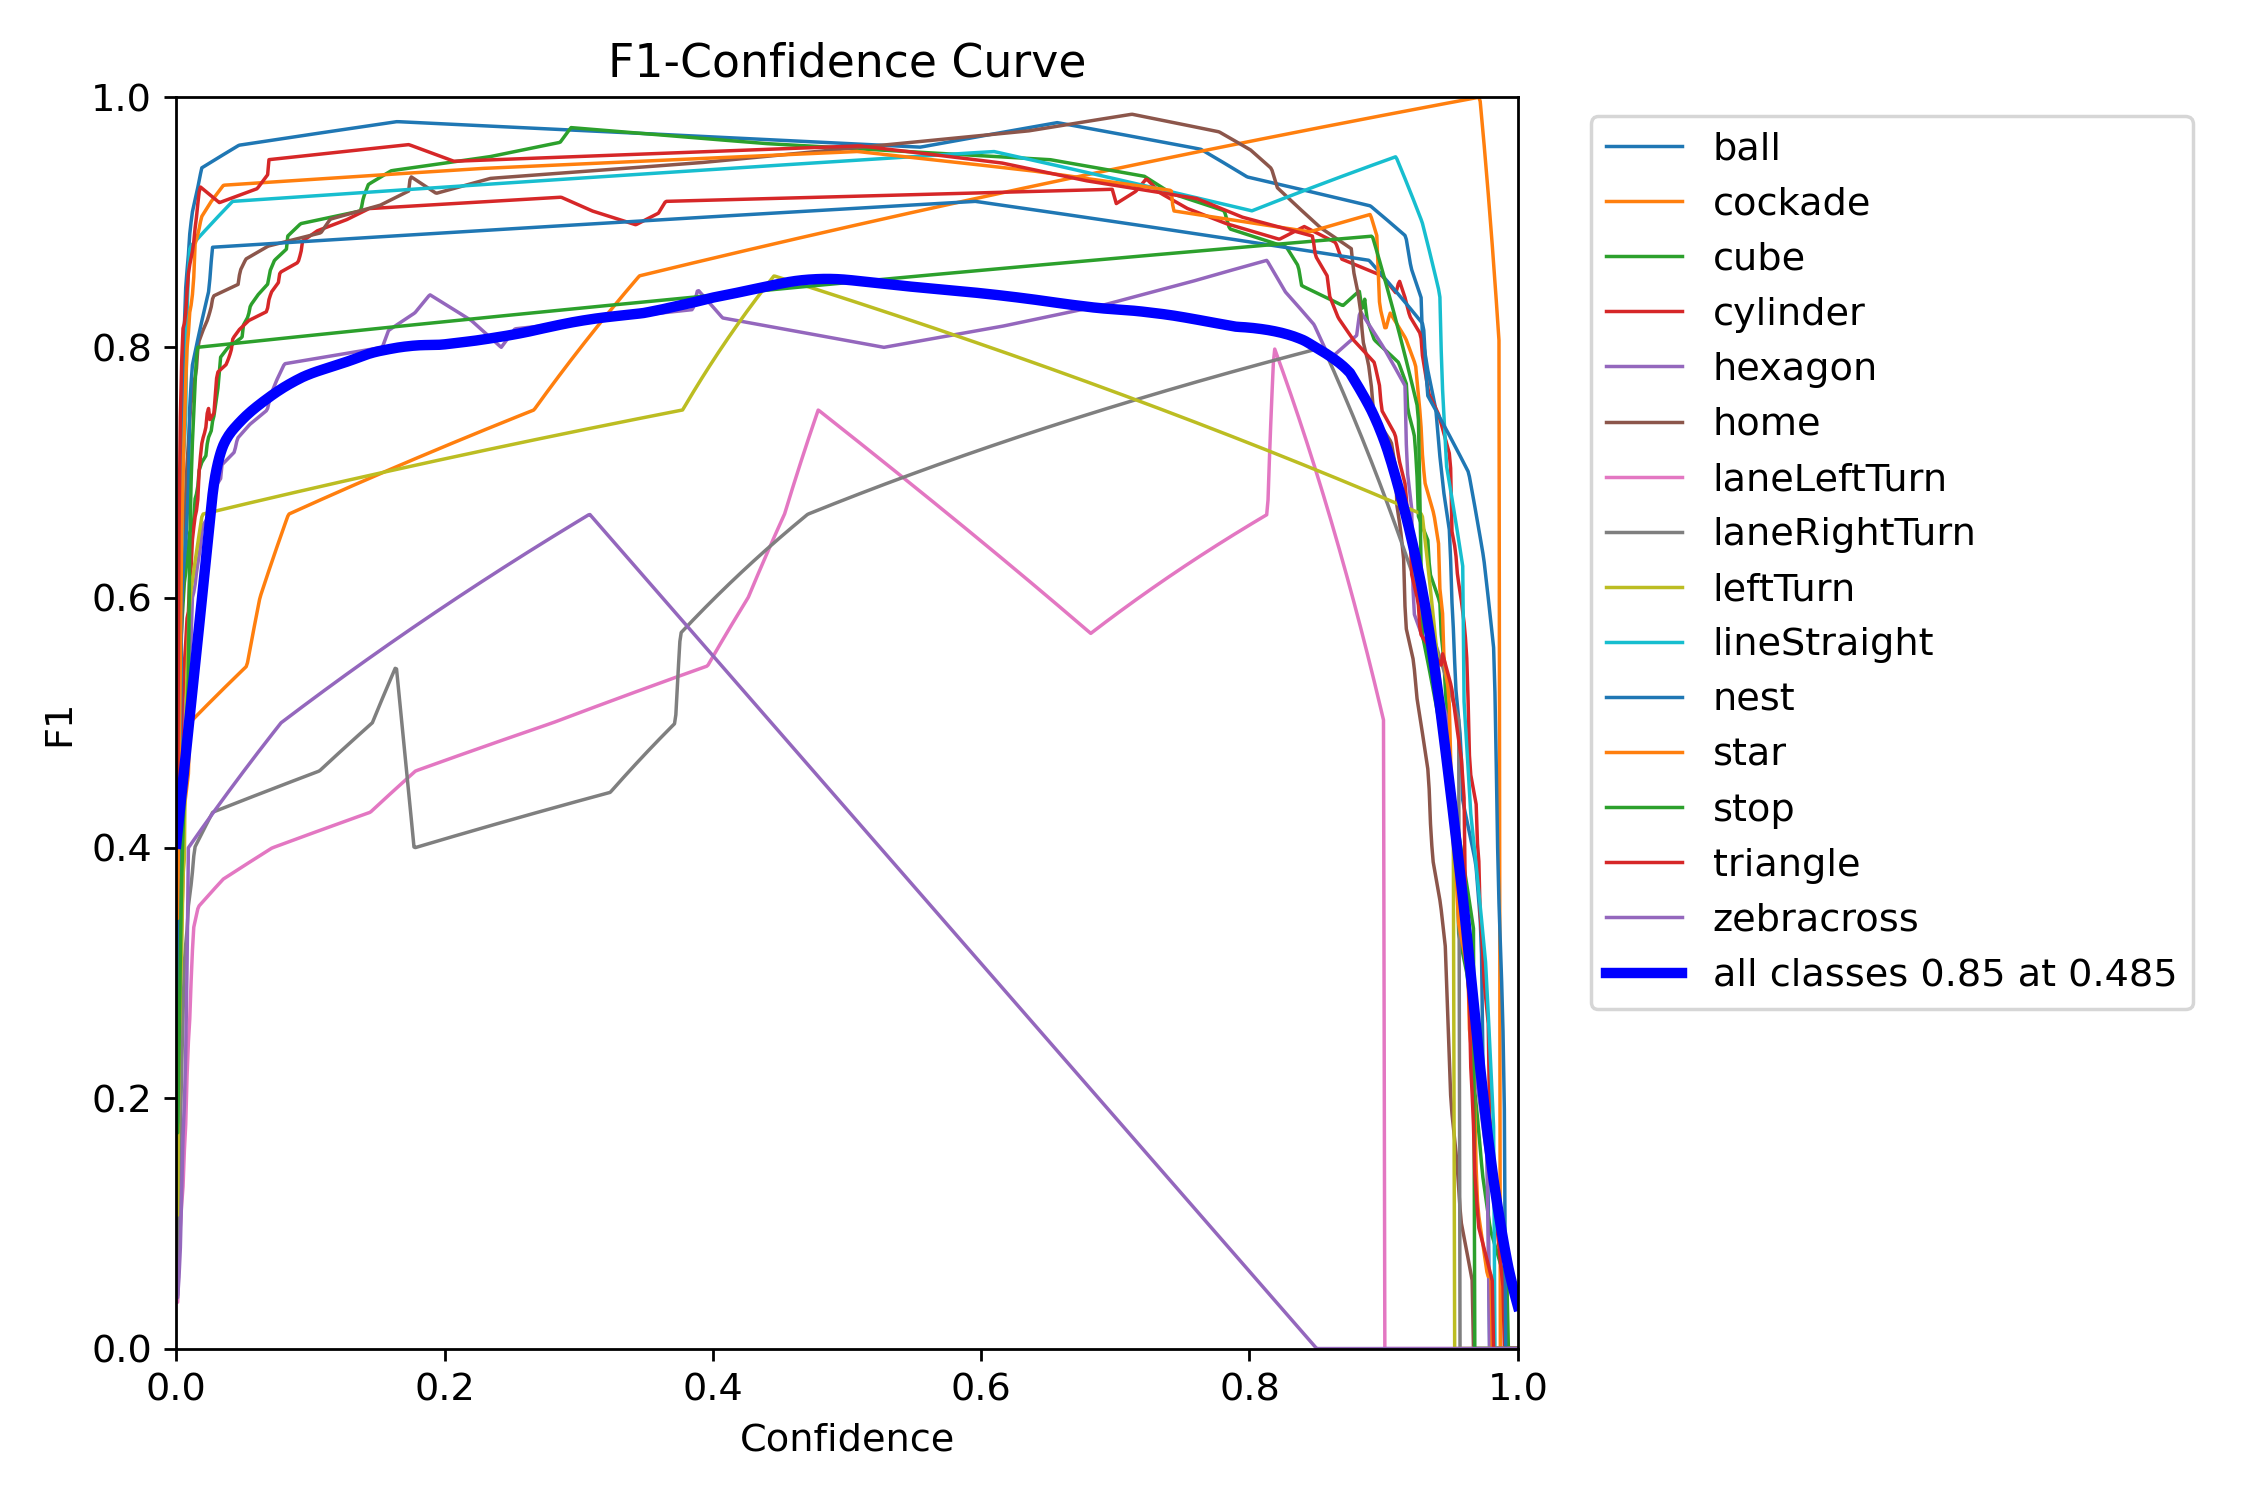 F1-Confidence Curve
1.0
0.8
0.6
0.4
0.2
0.0
F1
0.0 0.2 0.4 0.6 0.8 1.0
Confidence
ball
cockade
cube
cylinder
hexagon
home
laneLeftTurn
laneRightTurn
leftTurn
lineStraight
nest
star
stop
triangle
zebracross
all classes 0.85 at 0.485